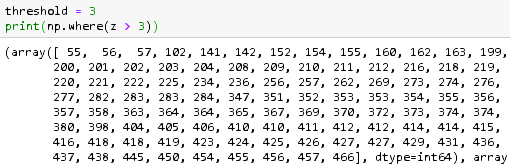 threshold = 3
print(np.where(z > 3))
(array([ 55, 56, 57, 102, 141, 142, 152, 154, 155, 160, 162, 163, 199,
200, 201, 202, 203, 204, 208, 209, 210, 211, 212, 216, 218, 219,
220, 221, 222, 225, 234, 236, 256, 257, 262, 269, 273, 274, 276,
277, 282, 283, 283, 284, 347, 351, 352, 353, 353, 354, 355, 356,
357, 358, 363, 364, 364, 365, 367, 369, 370, 372, 373, 374, 374,
380, 398, 404, 405, 406, 410, 410, 411, 412, 412, 414, 414, 415,
416, 418, 418, 419, 423, 424, 425, 426, 427, 427, 429, 431, 436,
437, 438, 445, 450, 454, 455, 456, 457, 466], dtype=int64), array